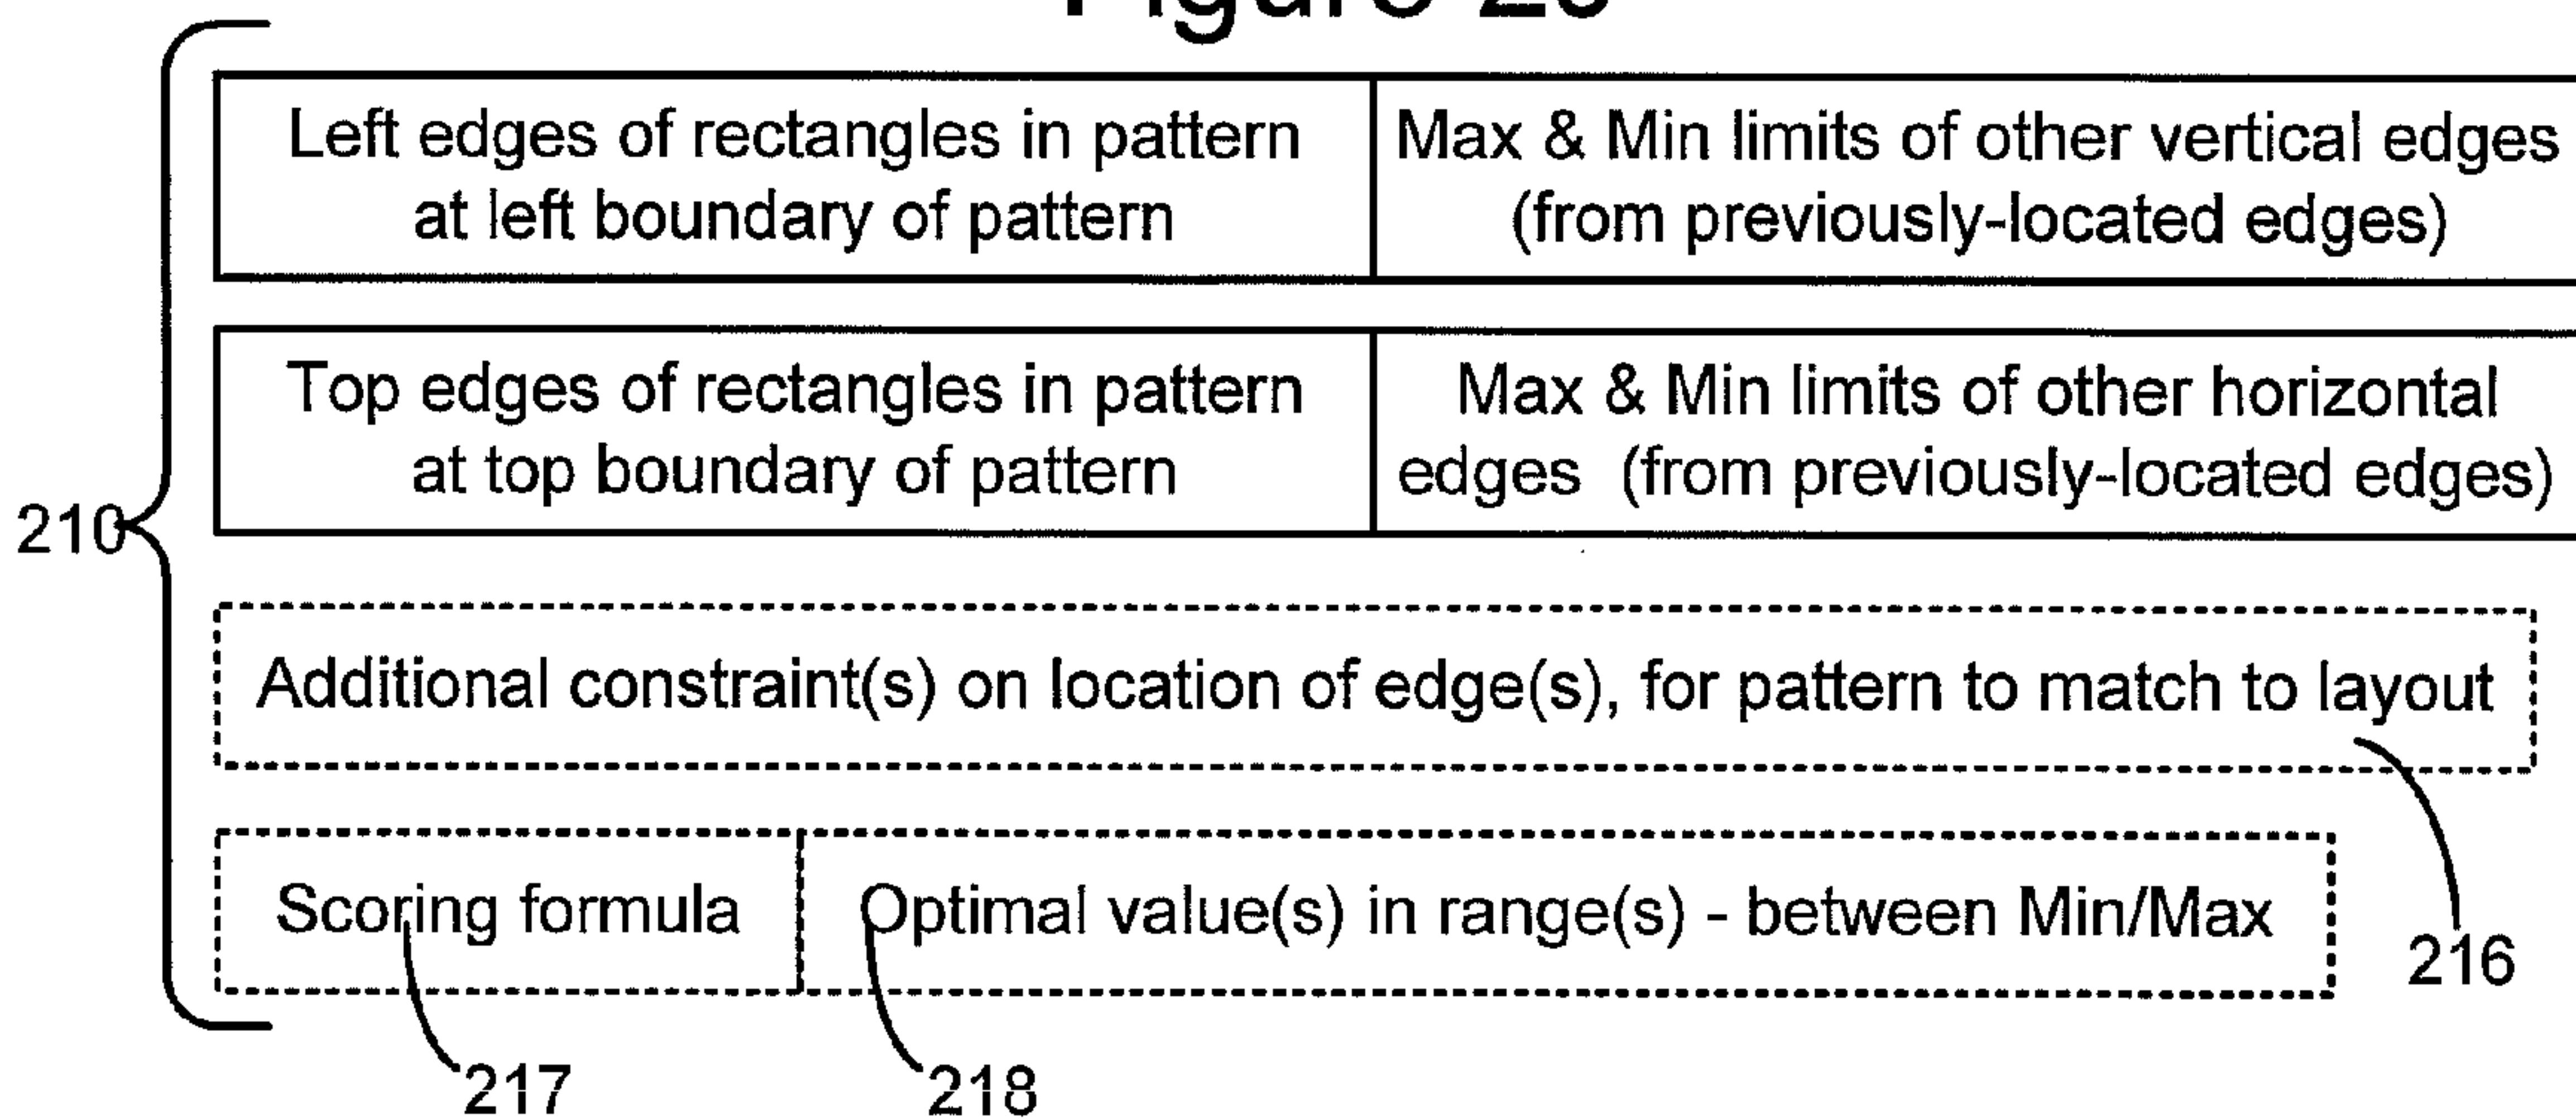 Left edges of rectangles in pattern
at left boundary of pattern
Max & Min limits of other vertical edges
(from previously-located edges)
Top edges of rectangles in pattern
at top boundary of pattern
Max & Min limits of other horizontal
edges (from previously-located edges)
210
Additional constraint(s) on location of edge(s), for pattern to match to layout
216
Scoring formula
Optimal value(s) in range(s) - between Min/Max
217
218